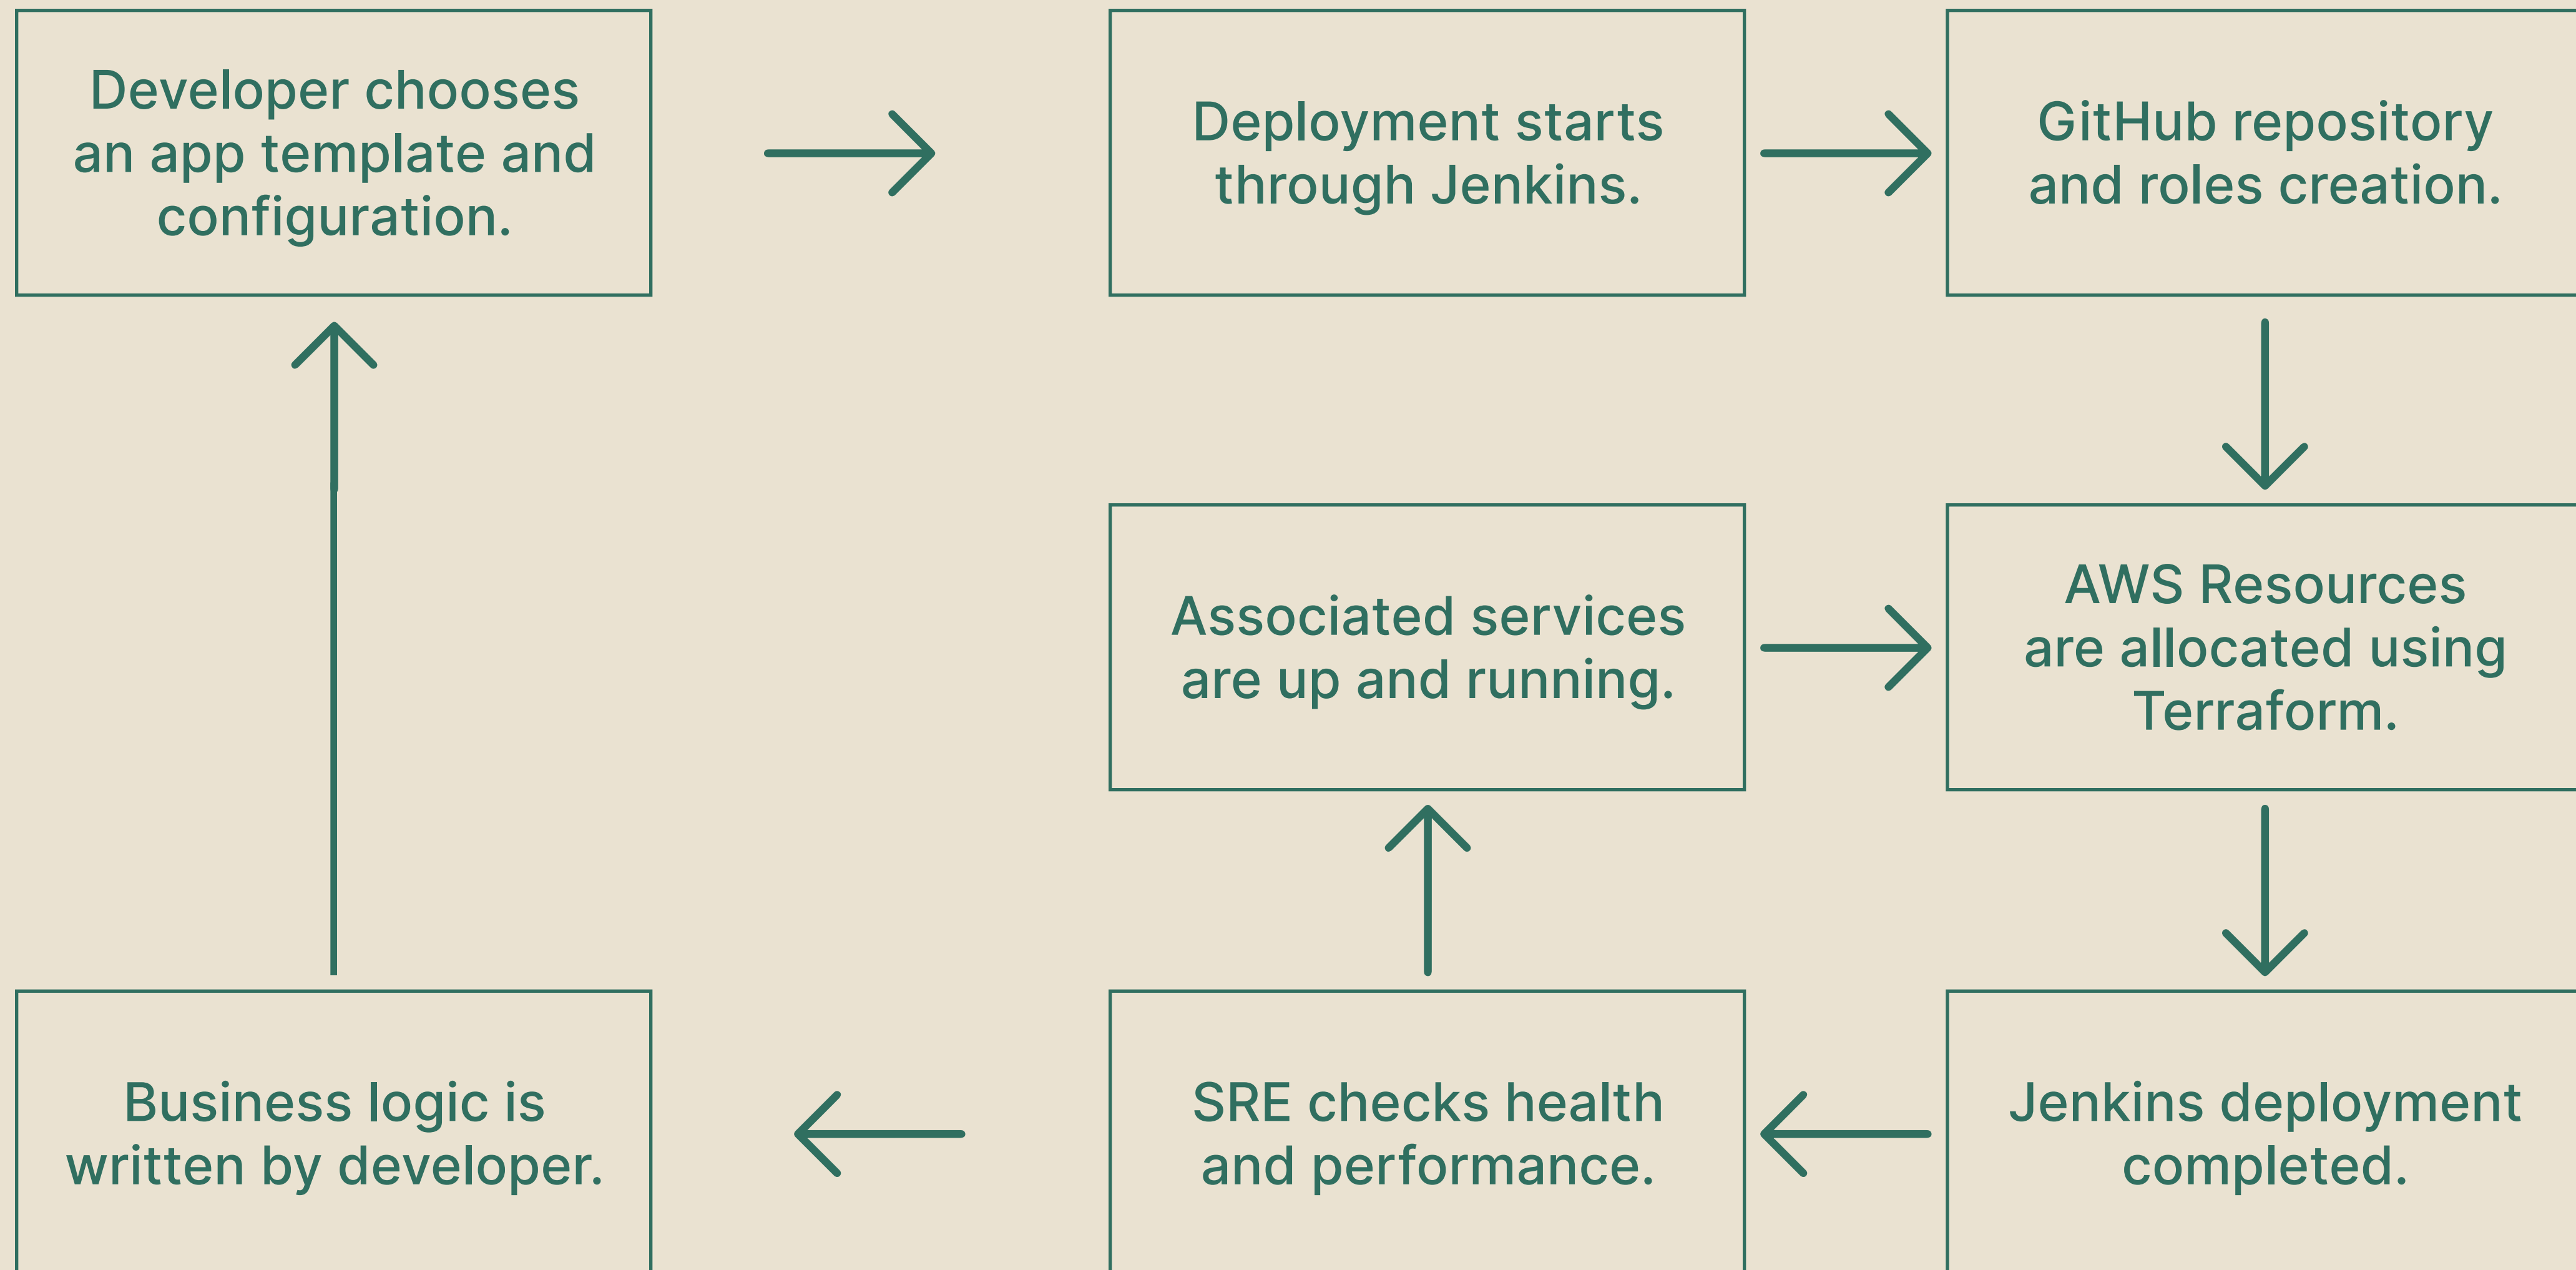 Developer chooses
an app template and
configuration.
Deployment starts
through Jenkins.
GitHub repository
and roles creation.
Associated services
are up and running.
AWS Resources
are allocated using
Terraform.
Business logic is
written by developer.
SRE checks health
and performance.
Jenkins deployment
completed.